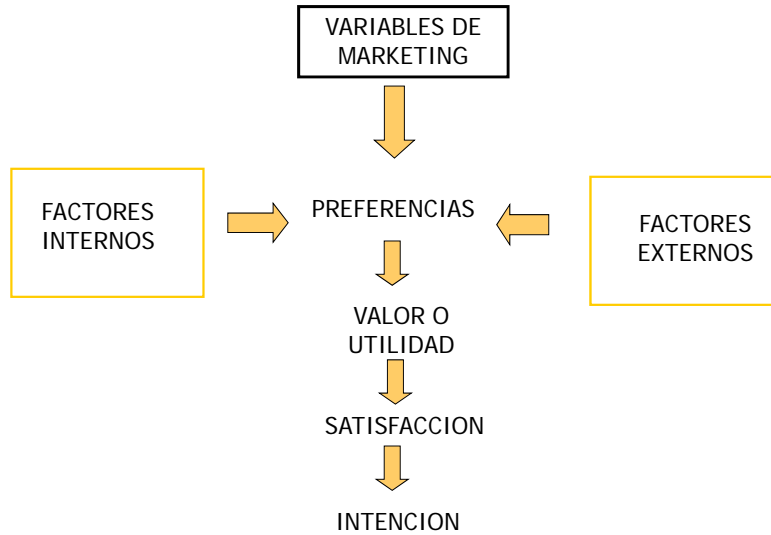 VARIABLES DE
MARKETING
FACTORES
INTERNOS
PREFERENCIAS
FACTORES
EXTERNOS
VALOR O
UTILIDAD
SATISFACCION
INTENCION